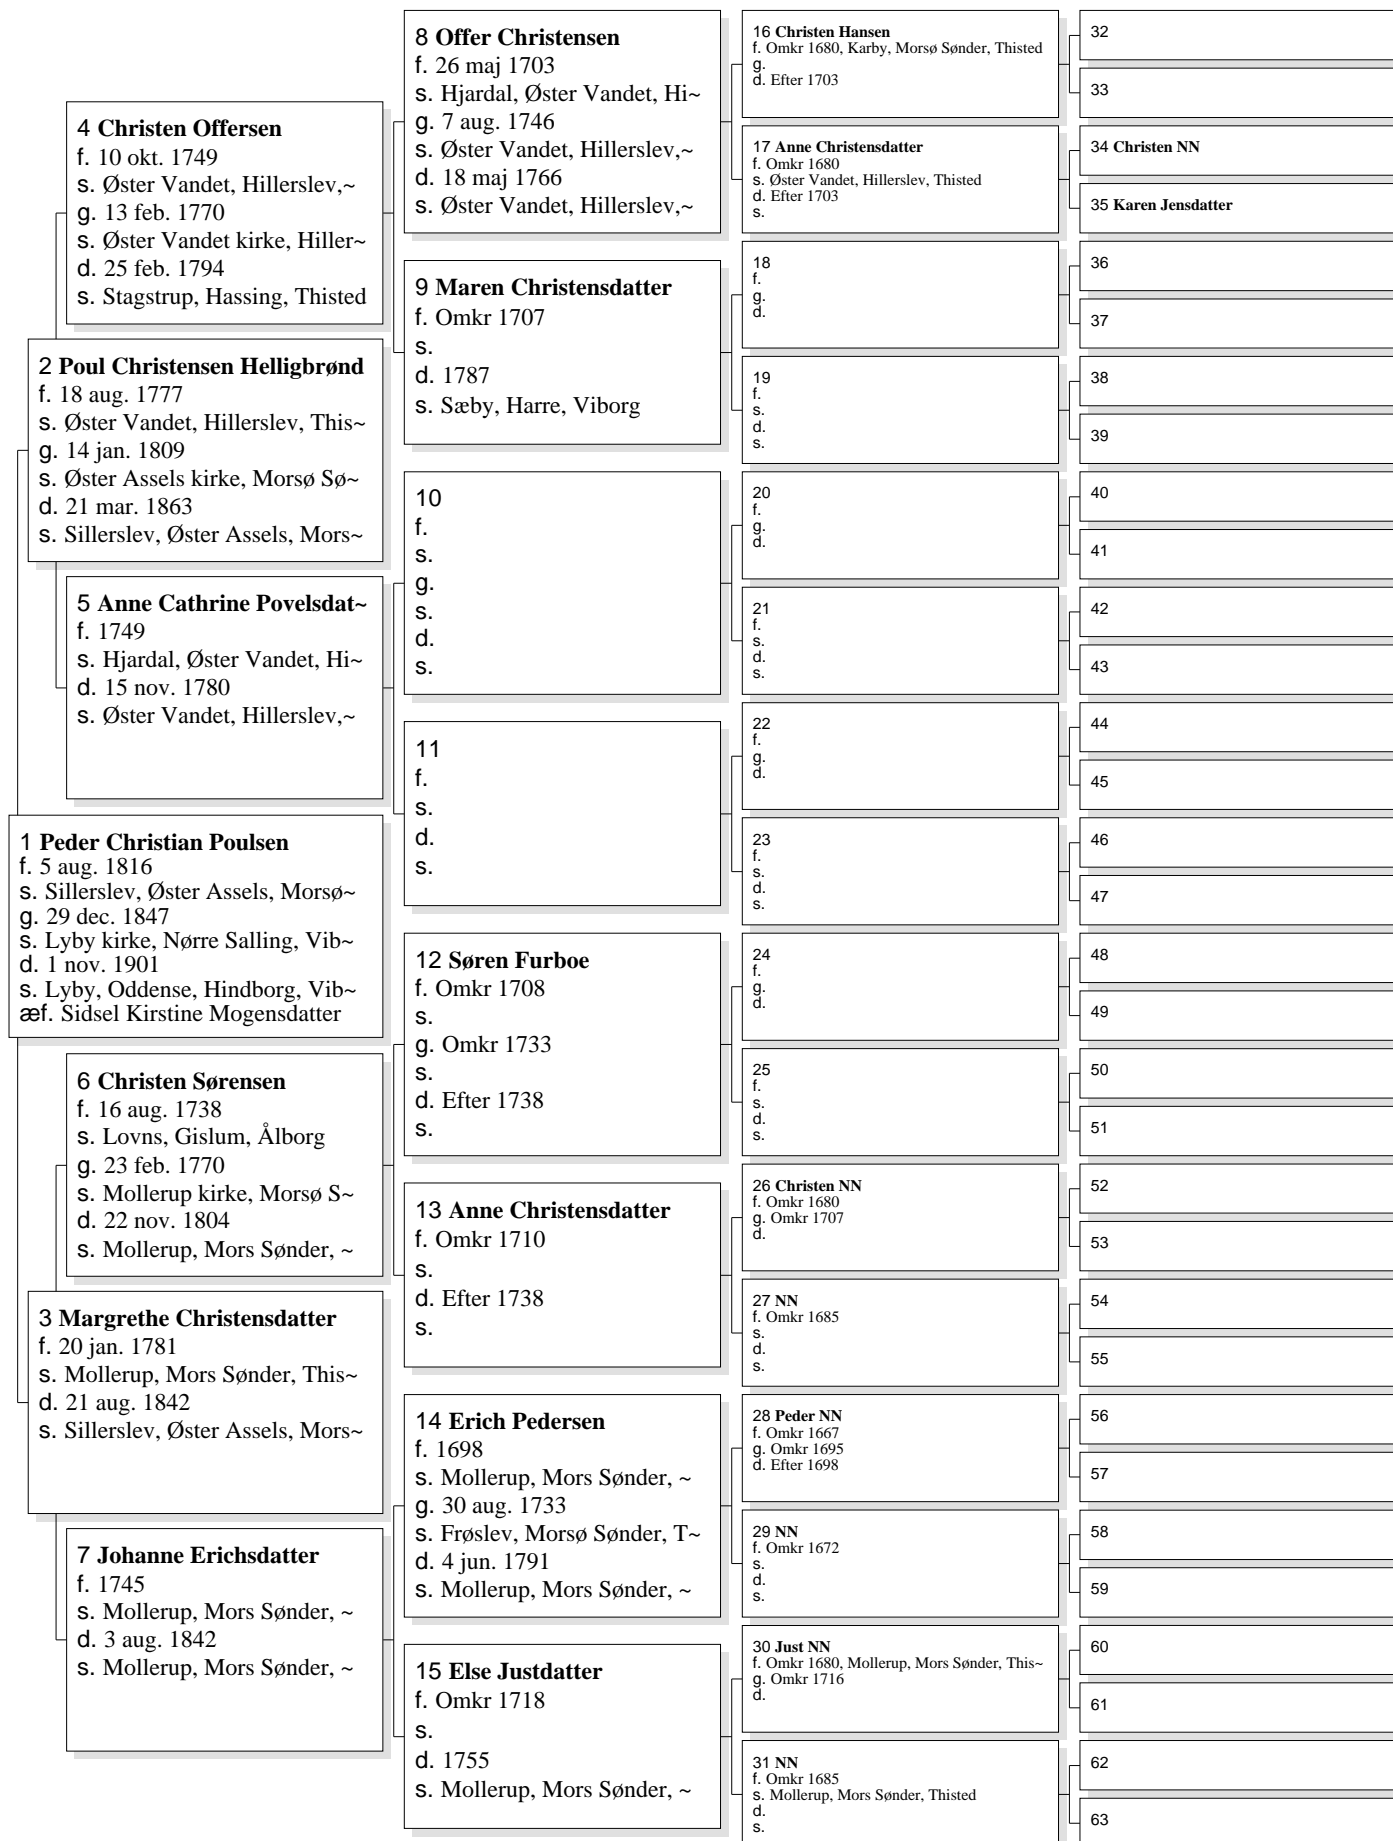 8 Offer Christensen
f. 26 maj 1703
s. Hjardal, Øster Vandet, Hi~
g. 7 aug. 1746
s. Øster Vandet, Hillerslev,~
d. 18 maj 1766
s. Øster Vandet, Hillerslev,~
16 Christen Hansen
f. Omkr 1680, Karby, Morsø Sønder, Thisted
g.
d. Efter 1703
32
33
4 Christen Offersen
f. 10 okt. 1749
s. Øster Vandet, Hillerslev,~
g. 13 feb. 1770
s. Øster Vandet kirke, Hiller~
d. 25 feb. 1794
s. Stagstrup, Hassing, Thisted
17 Anne Christensdatter
f. Omkr 1680
s. Øster Vandet, Hillerslev, Thisted
d. Efter 1703
s.
34 Christen NN
35 Karen Jensdatter
9 Maren Christensdatter
f. Omkr 1707
s.
d. 1787
s. Sæby, Harre, Viborg
18
f.
g.
d.
36
37
2 Poul Christensen Helligbrønd
f. 18 aug. 1777
s. Øster Vandet, Hillerslev, This~
g. 14 jan. 1809
s. Øster Assels kirke, Morsø Sø~
d. 21 mar. 1863
s. Sillerslev, Øster Assels, Mors~
19
f.
s.
d.
s.
38
39
10
f.
s.
g.
s.
d.
s.
20
f.
g.
d.
40
41
5 Anne Cathrine Povelsdat~
f. 1749
s. Hjardal, Øster Vandet, Hi~
d. 15 nov. 1780
s. Øster Vandet, Hillerslev,~
21
f.
s.
d.
s.
42
43
11
f.
s.
d.
s.
22
f.
g.
d.
44
45
1 Peder Christian Poulsen
f. 5 aug. 1816
s. Sillerslev, Øster Assels, Morsø~
g. 29 dec. 1847
s. Lyby kirke, Nørre Salling, Vib~
d. 1 nov. 1901
s. Lyby, Oddense, Hindborg, Vib~
æf. Sidsel Kirstine Mogensdatter
23
f.
s.
d.
s.
46
47
12 Søren Furboe
f. Omkr 1708
s.
g. Omkr 1733
s.
d. Efter 1738
s.
24
f.
g.
d.
48
49
6 Christen Sørensen
f. 16 aug. 1738
s. Lovns, Gislum, Ålborg
g. 23 feb. 1770
s. Mollerup kirke, Morsø S~
d. 22 nov. 1804
s. Mollerup, Mors Sønder, ~
25
f.
s.
d.
s.
50
51
13 Anne Christensdatter
f. Omkr 1710
s.
d. Efter 1738
s.
26 Christen NN
f. Omkr 1680
g. Omkr 1707
d.
52
53
3 Margrethe Christensdatter
f. 20 jan. 1781
s. Mollerup, Mors Sønder, This~
d. 21 aug. 1842
s. Sillerslev, Øster Assels, Mors~
27 NN
f. Omkr 1685
s.
d.
s.
54
55
14 Erich Pedersen
f. 1698
s. Mollerup, Mors Sønder, ~
g. 30 aug. 1733
s. Frøslev, Morsø Sønder, T~
d. 4 jun. 1791
s. Mollerup, Mors Sønder, ~
28 Peder NN
f. Omkr 1667
g. Omkr 1695
d. Efter 1698
56
57
7 Johanne Erichsdatter
f. 1745
s. Mollerup, Mors Sønder, ~
d. 3 aug. 1842
s. Mollerup, Mors Sønder, ~
29 NN
f. Omkr 1672
s.
d.
s.
58
59
15 Else Justdatter
f. Omkr 1718
s.
d. 1755
s. Mollerup, Mors Sønder, ~
30 Just NN
f. Omkr 1680, Mollerup, Mors Sønder, This~
g. Omkr 1716
d.
60
61
31 NN
f. Omkr 1685
s. Mollerup, Mors Sønder, Thisted
d.
s.
62
63